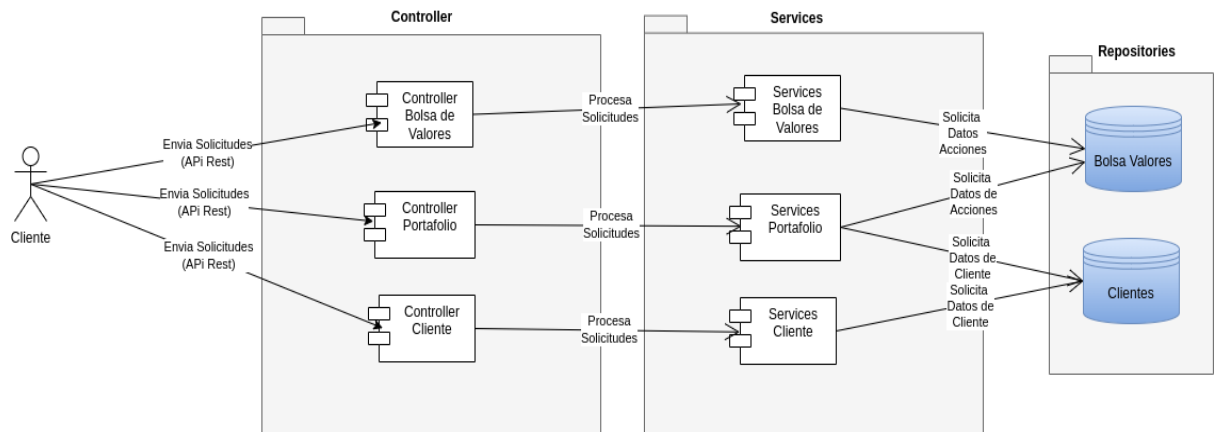 Controller
Services
Repositories
Controller
Bolsa de
Valores
Procesa
Solicitudes
Services
Bolsa de
Valores
Solicita
Datos
Acciones
Bolsa Valores
Envia Solicitudes
(APi Rest)
Envia Solicitudes
(APi Rest)
Envia Solicitudes
(APi Rest)
Cliente
Controller
Portafolio
Procesa
Solicitudes
Services
Portafolio
Solicita
Datos de
Acciones
Solicita
Datos de
Cliente
Clientes
Controller
Cliente
Procesa
Solicitudes
Services
Cliente
Solicita
Datos de
Cliente